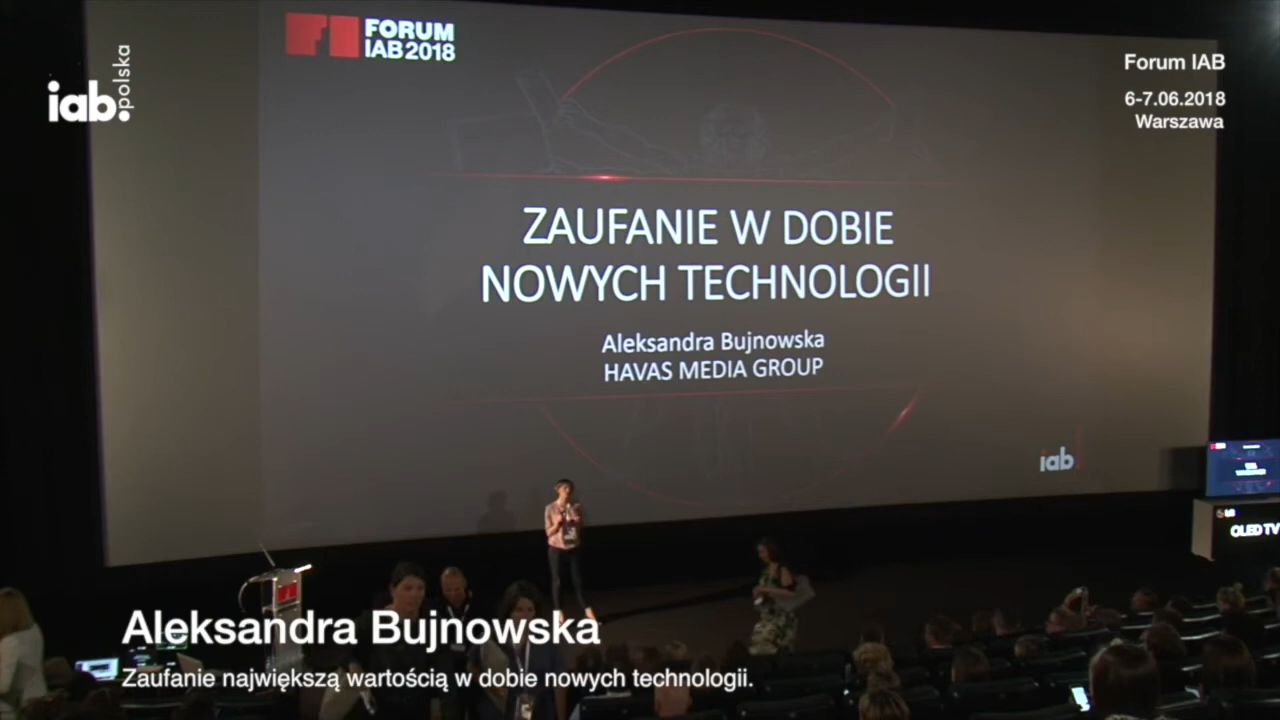 FORUM
IAB 2018
iab.
polska
Forum IAB
6-7.06.2018
Warszawa
ZAUFANIE W DOBIE
NOWYCH TECHNOLOGII
Aleksandra Bujnowska
HAVAS MEDIA GROUP
iab
LG
OLED TV
Aleksandra Bujnowska
Zaufanie największą wartością w dobie nowych technologii.